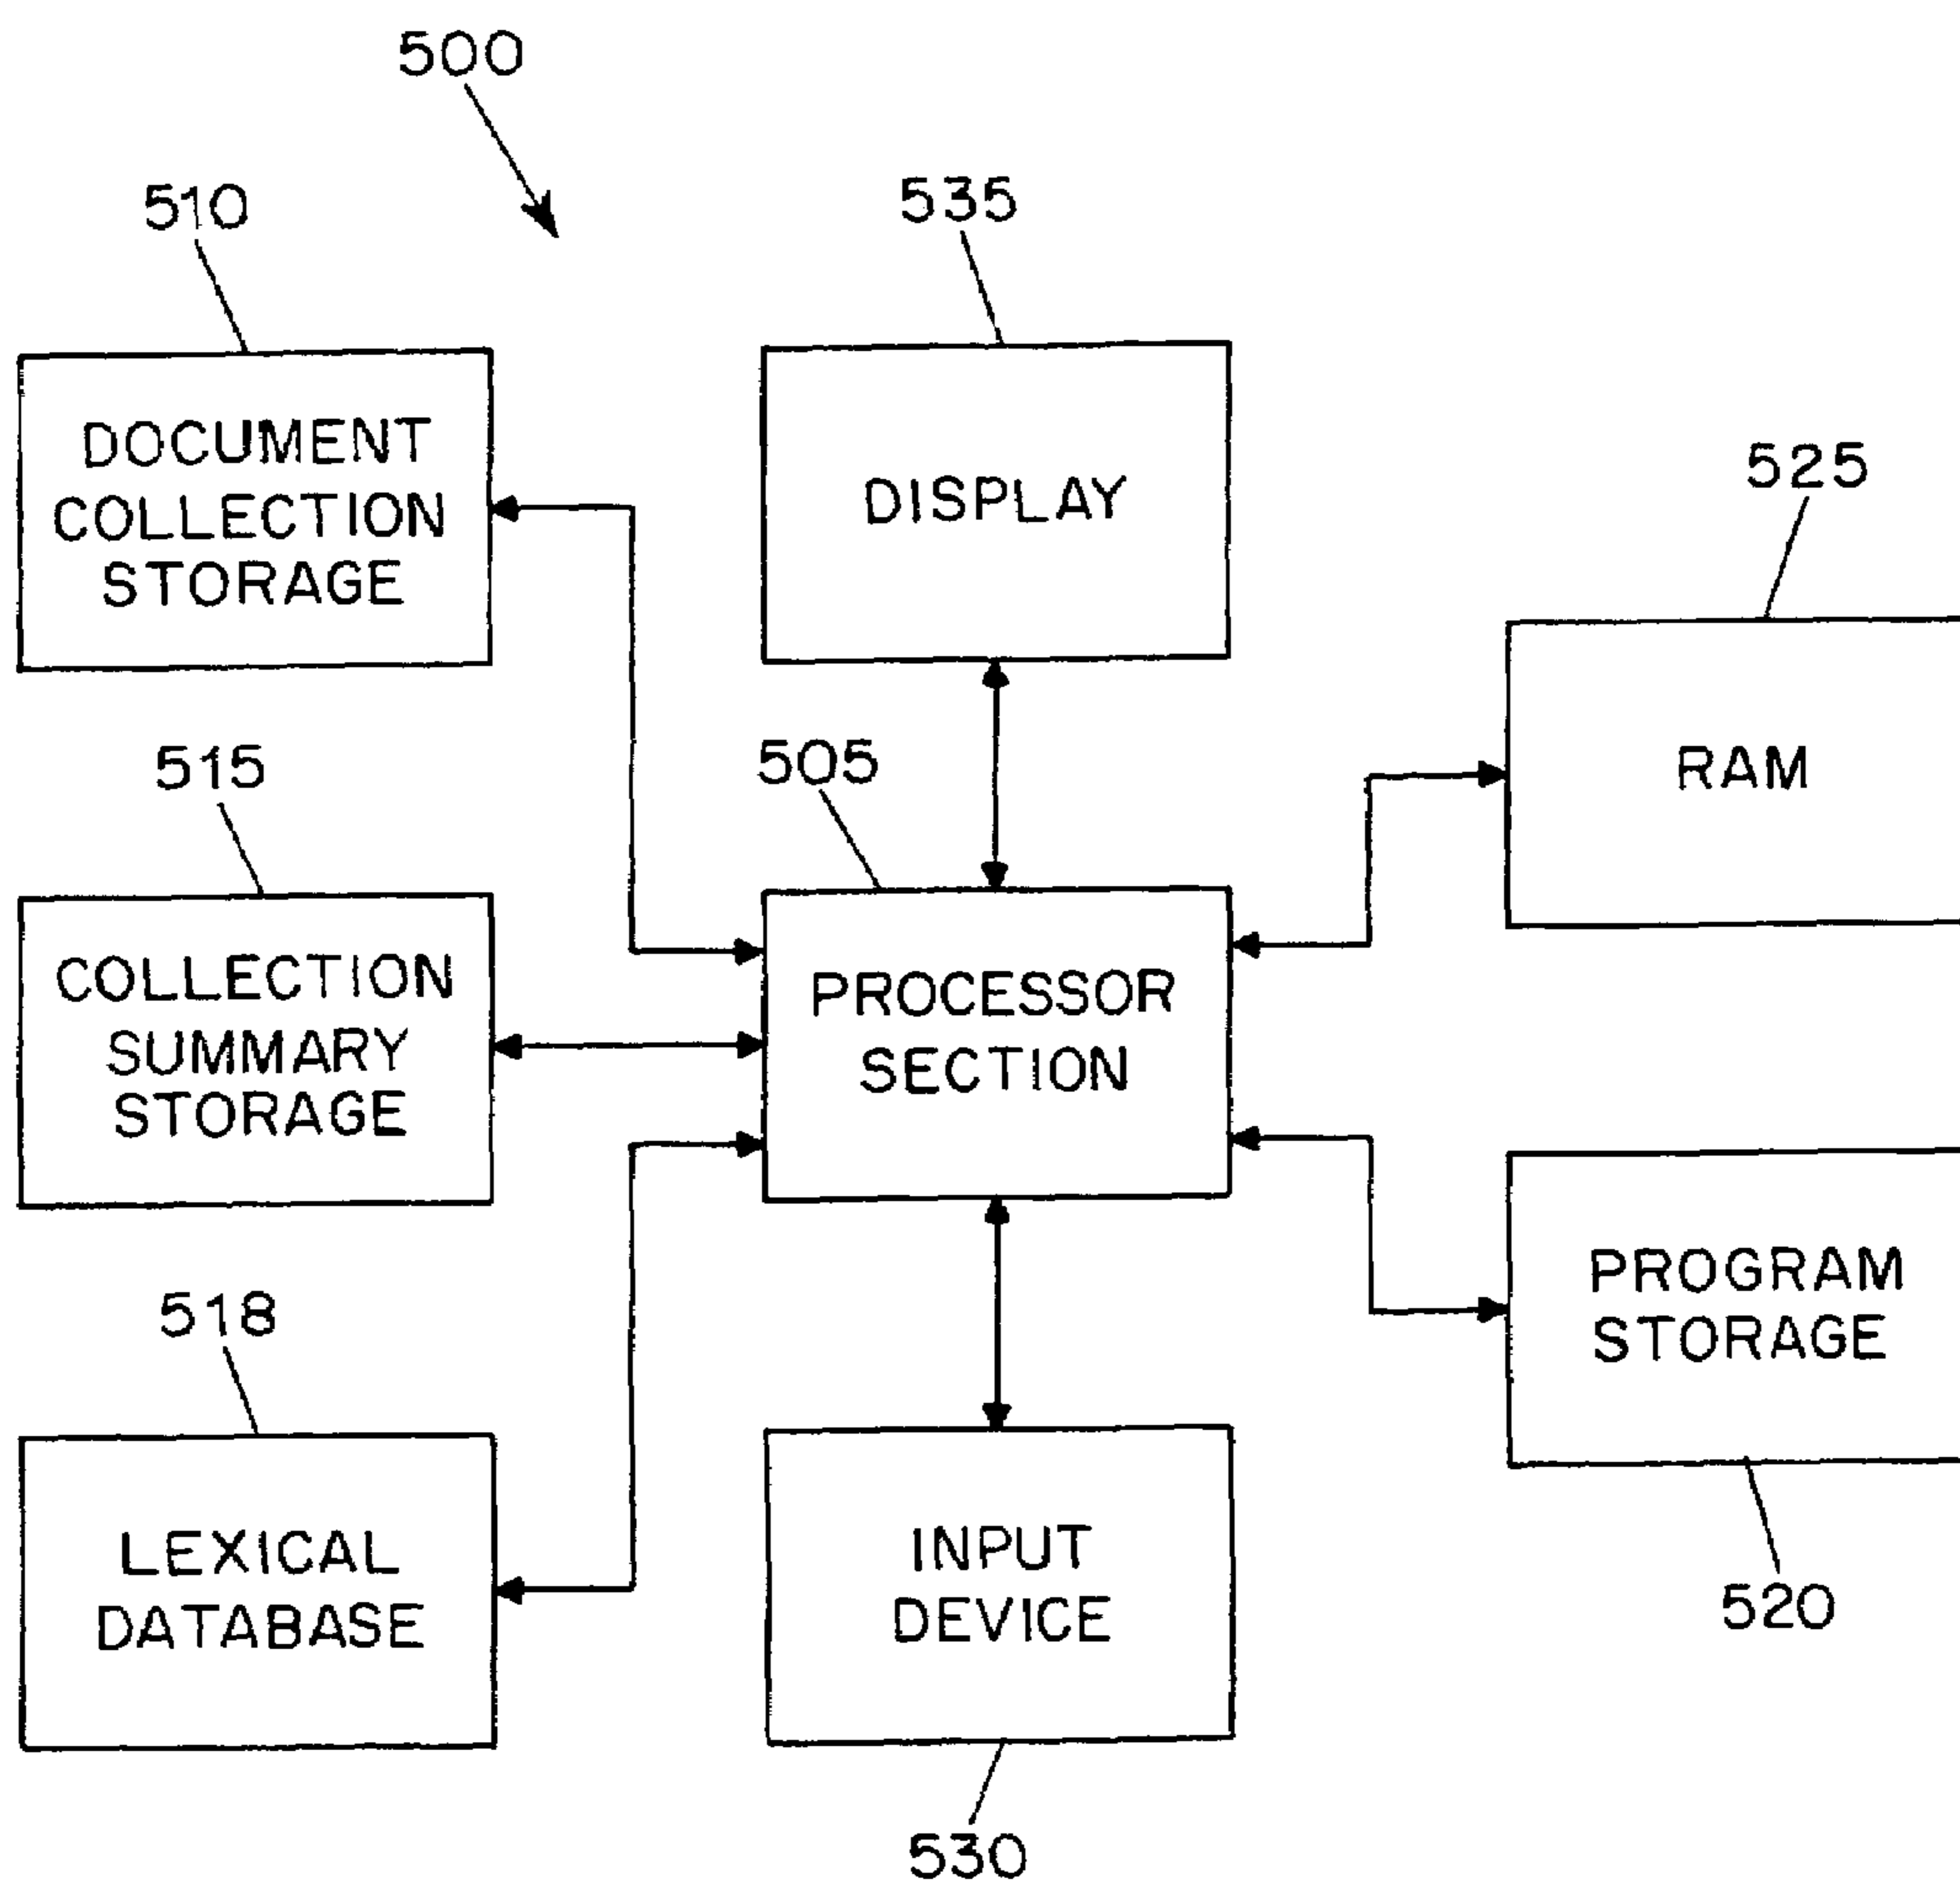 500
510
535
DOCUMENT
COLLECTION
STORAGE
DISPLAY
525
RAM
515
505
COLLECTION
SUMMARY
STORAGE
PROCESSOR
SECTION
518
PROGRAM
STORAGE
520
LEXICAL
DATABASE
INPUT
DEVICE
530